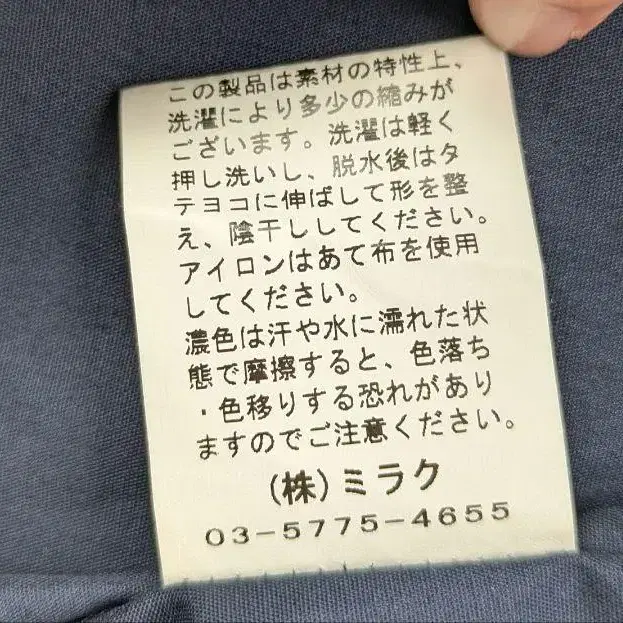 この製品は素材の特性上、
洗濯により多少の縮みが
ございます。洗濯は軽く
押し洗いし、脱水後はタ
テヨコに伸ばして形を整
え、陰干ししてください。
アイロンはあて布を使用
してください。
濃色は汗や水に濡れた状
態で摩擦すると、色落ち
・色移りする恐れがあり
ますのでご注意ください。
(株)ミラク
03-5775-4655